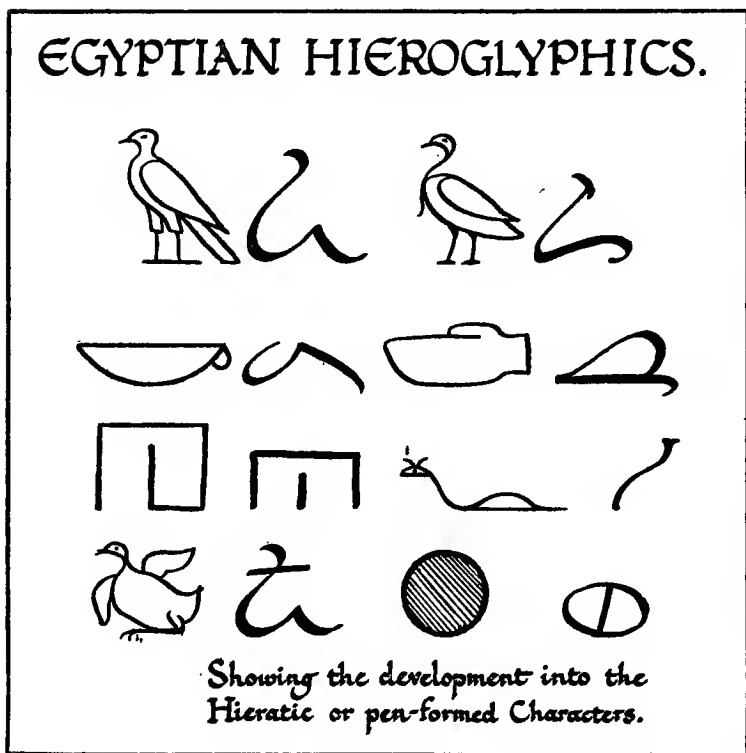 EGYPTIAN HIEROGLYPHICS.
Showing the development into the
Hieratic or pen-formed Characters.